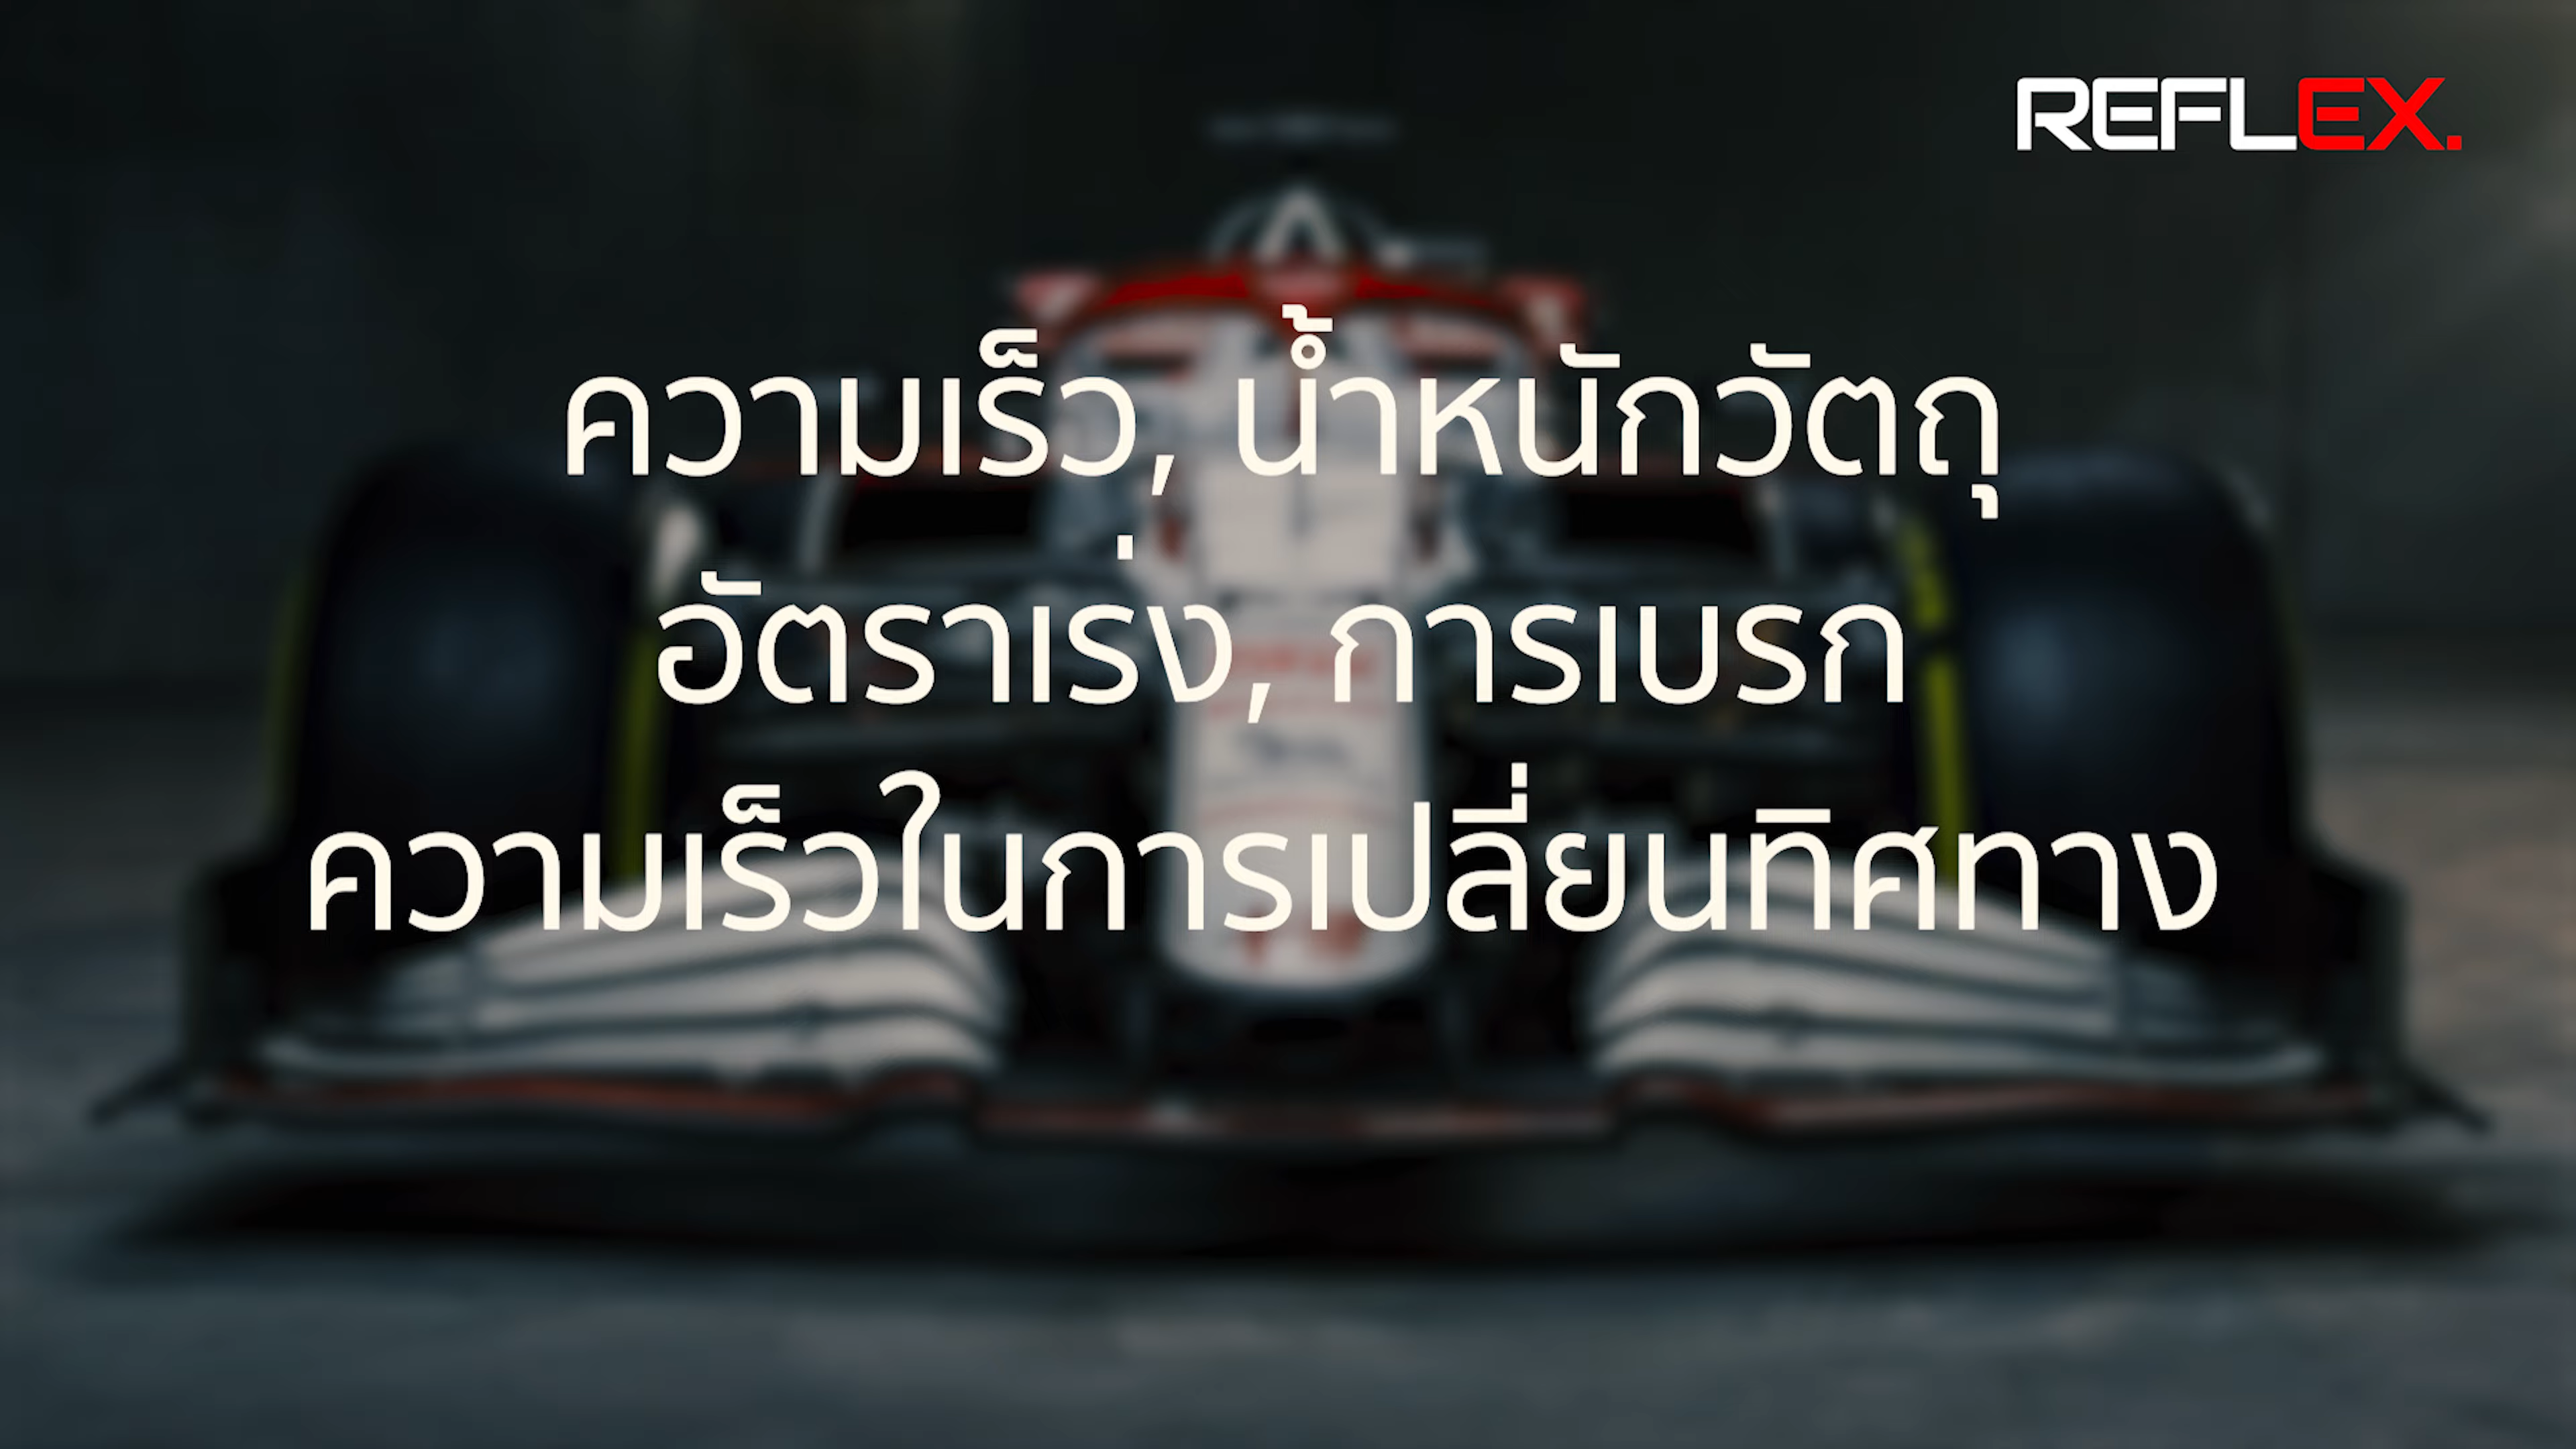 REFLEX.
ความเร็ว, น้ำหนักวัตถุ
อัตราเร่ง, การเบรก
ความเร็วในการเปลี่ยนทิศทาง